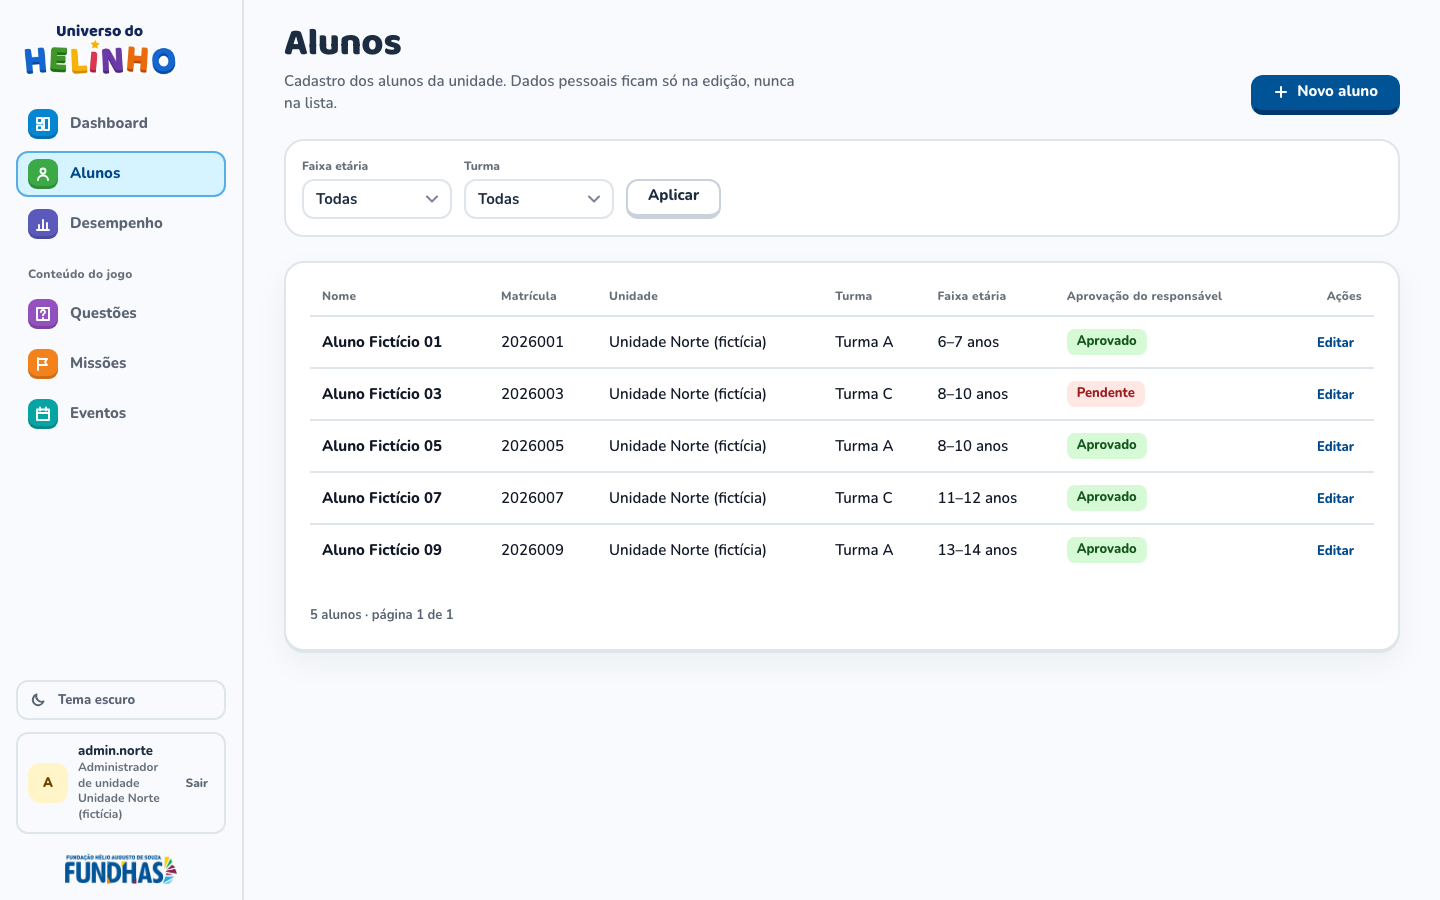 Universo do
HELINHO
Dashboard
Alunos
Desempenho
Conteúdo do jogo
Questões
Missões
Eventos
Tema escuro
A
admin.norte
Administrador
de unidade
Unidade Norte
(fictícia)
Sair
FUNDAÇÃO HÉLIO AUGUSTO DE SOUZA
FUNDHAS
Alunos
Cadastro dos alunos da unidade. Dados pessoais ficam só na edição, nunca
na lista.
Novo aluno
Faixa etária Turma
Todas Todas Aplicar
Nome Matrícula Unidade Turma Faixa etária Aprovação do responsável Ações
Aluno Fictício 01 2026001 Unidade Norte (fictícia) Turma A 6–7 anos Aprovado Editar
Aluno Fictício 03 2026003 Unidade Norte (fictícia) Turma C 8–10 anos Pendente Editar
Aluno Fictício 05 2026005 Unidade Norte (fictícia) Turma A 8–10 anos Aprovado Editar
Aluno Fictício 07 2026007 Unidade Norte (fictícia) Turma C 11–12 anos Aprovado Editar
Aluno Fictício 09 2026009 Unidade Norte (fictícia) Turma A 13–14 anos Aprovado Editar
5 alunos · página 1 de 1